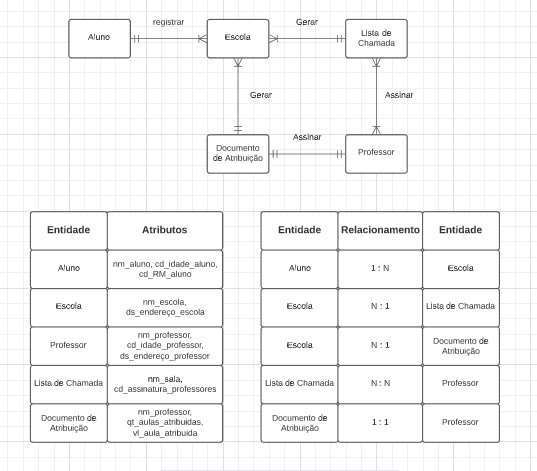 registrar
Gerar
Aluno
Escola
Lista de
Chamada
Gerar
Assinar
Assinar
Documento
de Atribuição
Professor
Entidade
Atributos
Aluno
nm_aluno, cd_idade_aluno,
cd_RM_aluno
Escola
nm_escola,
ds_endereço_escola
Professor
nm_professor,
cd_idade_professor,
ds_endereço_professor
Lista de Chamada
nm_sala,
cd_assinatura_professores
Documento de
Atribuição
nm_professor,
qt_aulas_atribuidas,
vl_aula_atribuida
Entidade
Relacionamento
Entidade
Aluno
1 : N
Escola
Escola
N : 1
Lista de Chamada
Escola
N : 1
Documento de
Atribuição
Lista de Chamada
N : N
Professor
Documento de
Atribuição
1 : 1
Professor